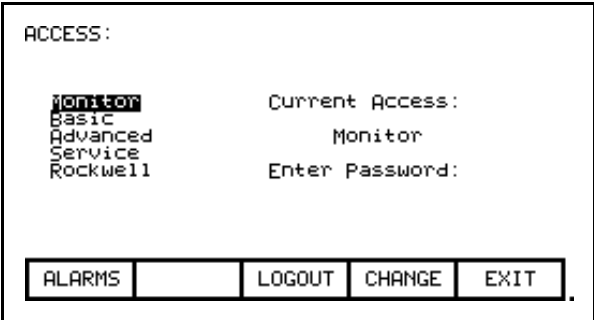 ACCESS:
Monitor
Basic
Advanced
Service
Rockwell
Current Access:
Monitor
Enter Password:
ALARMS LOGOUT CHANGE EXIT
.